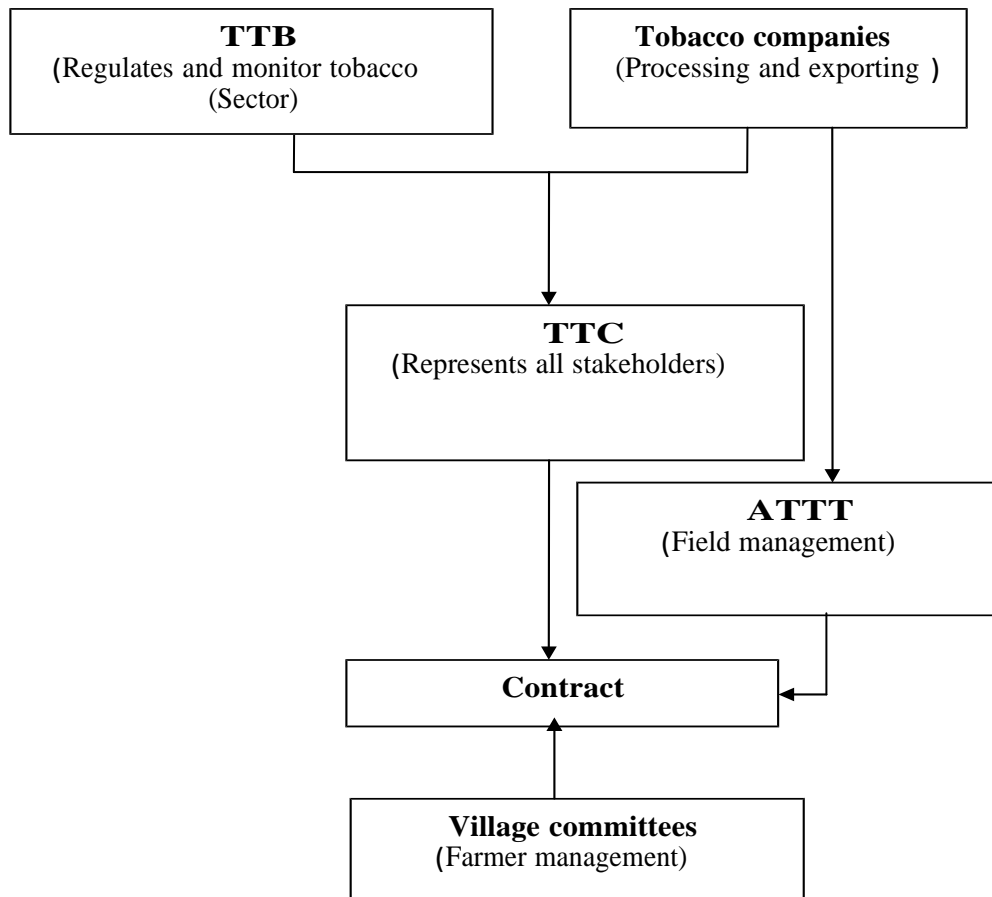 TTB
(Regulates and monitor tobacco
(Sector)
Tobacco companies
(Processing and exporting )
TTC
(Represents all stakeholders)
ATTT
(Field management)
Contract
Village committees
(Farmer management)